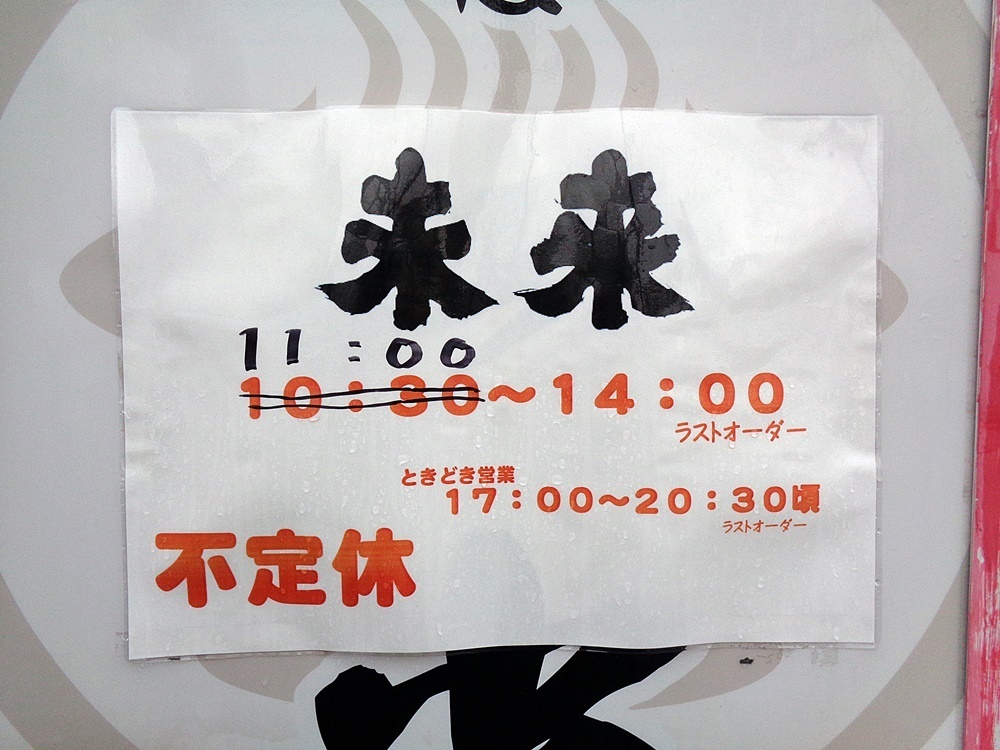 未来
11:00
10:30～14:00
ラストオーダー
ときどき営業
17:00～20:30頃
ラストオーダー
不定休